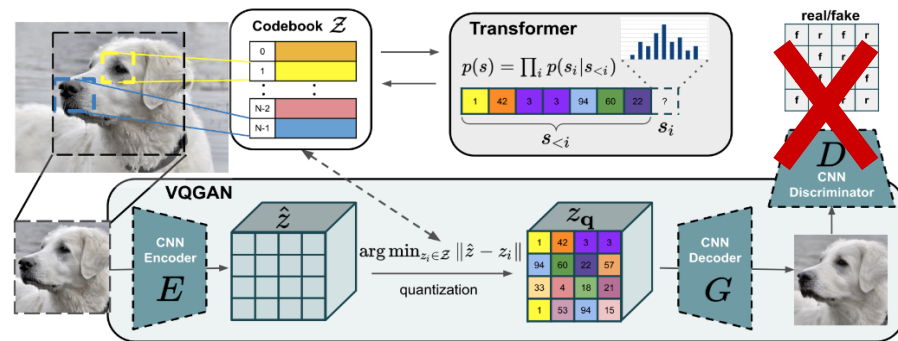 Codebook 𝒵
0
1
⋮ ⋮
N-2
N-1
Transformer
p(s) = ∏ᵢ p(sᵢ|s<ᵢ)
1 42 3 3 94 60 22 ?
s<ᵢ
sᵢ
real/fake
f r f r
r r
f
f r
D
CNN
Discriminator
VQGAN
CNN
Encoder
E
ẑ
arg min_{zᵢ∈𝒵} ‖ẑ − zᵢ‖
quantization
z_q
1 42 3 3
94 60 22 57
33 4 18 21
1 53 94 15
CNN
Decoder
G